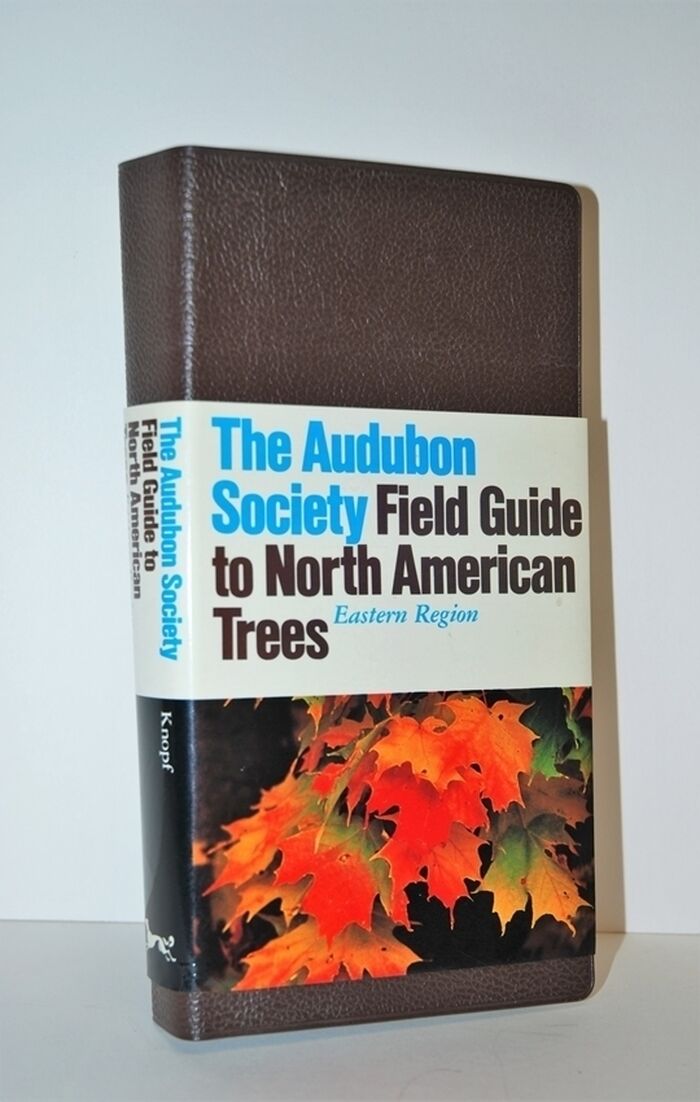 The Audubon
Society Field Guide
to North American
Trees
Eastern Region
The Audubon Society
Field Guide to
North American
Knopf